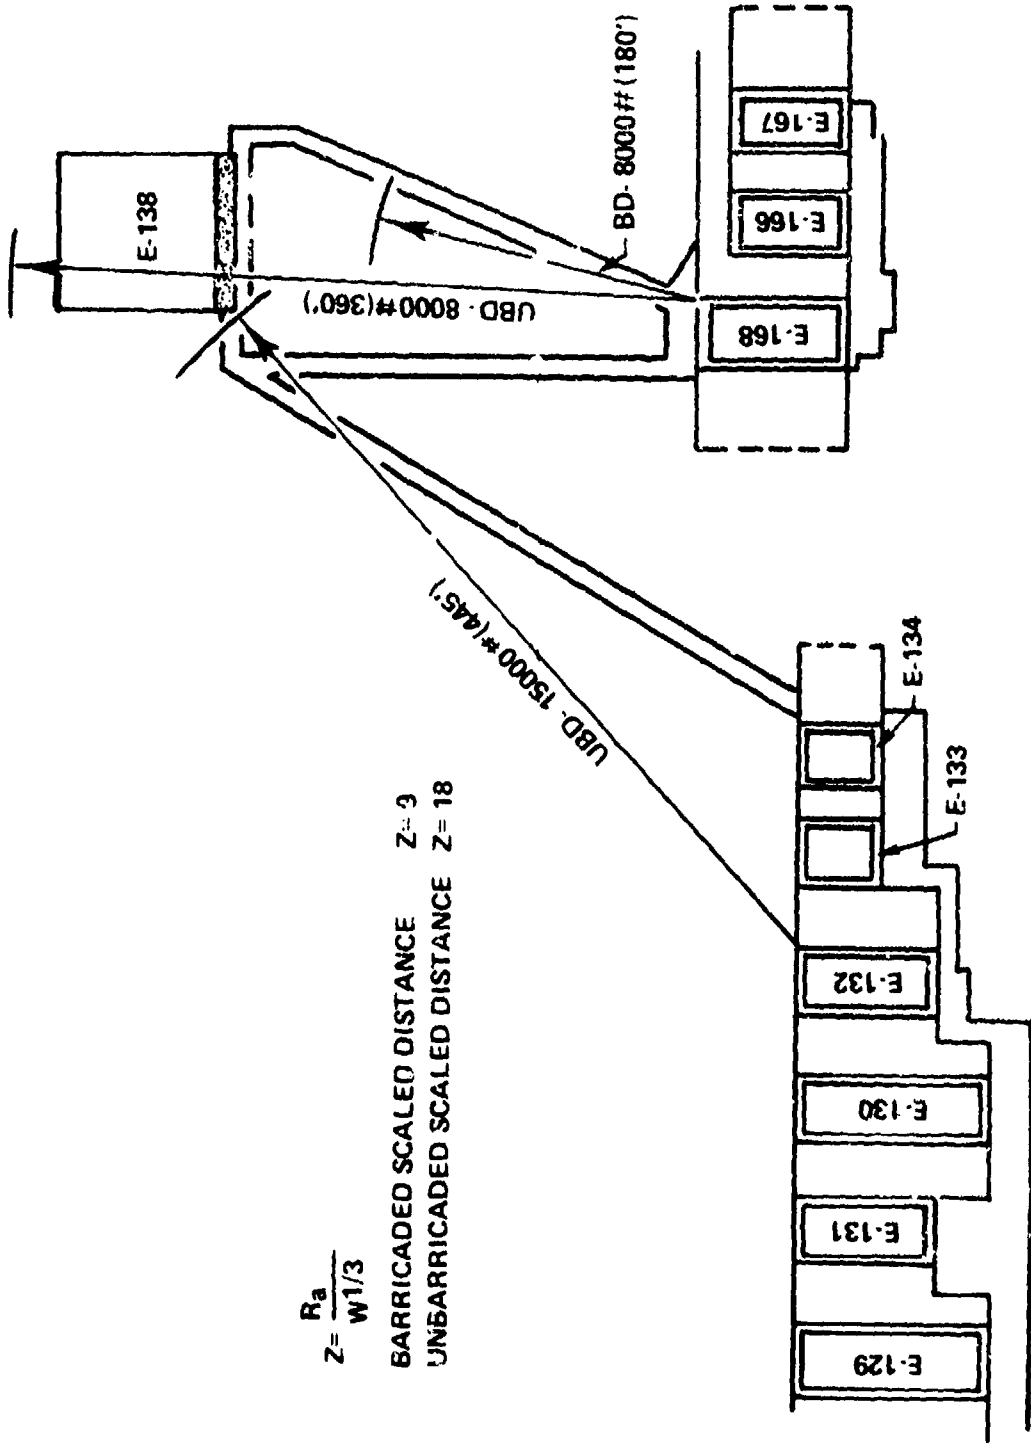 Z= Ra
W1/3
BARRICADED SCALED DISTANCE Z= 9
UNBARRICADED SCALED DISTANCE Z= 18
E-138
UBD - 8000#(360')
BD- 8000#(180')
UBD- 15000#(445')
E-168
E-166
E-167
E-129
E-131
E-130
E-132
E-133
E-134